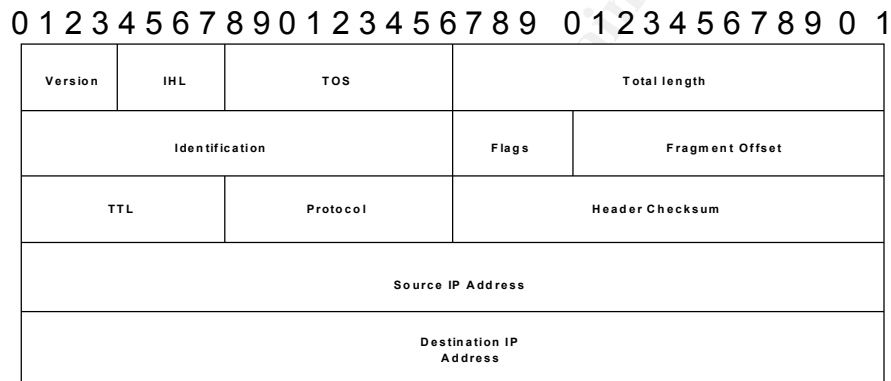 0 1 2 3 4 5 6 7 8 9 0 1 2 3 4 5 6 7 8 9 0 1 2 3 4 5 6 7 8 9 0 1
Version IHL TOS Total length
Identification Flags Fragment Offset
TTL Protocol Header Checksum
Source IP Address
Destination IP
Address